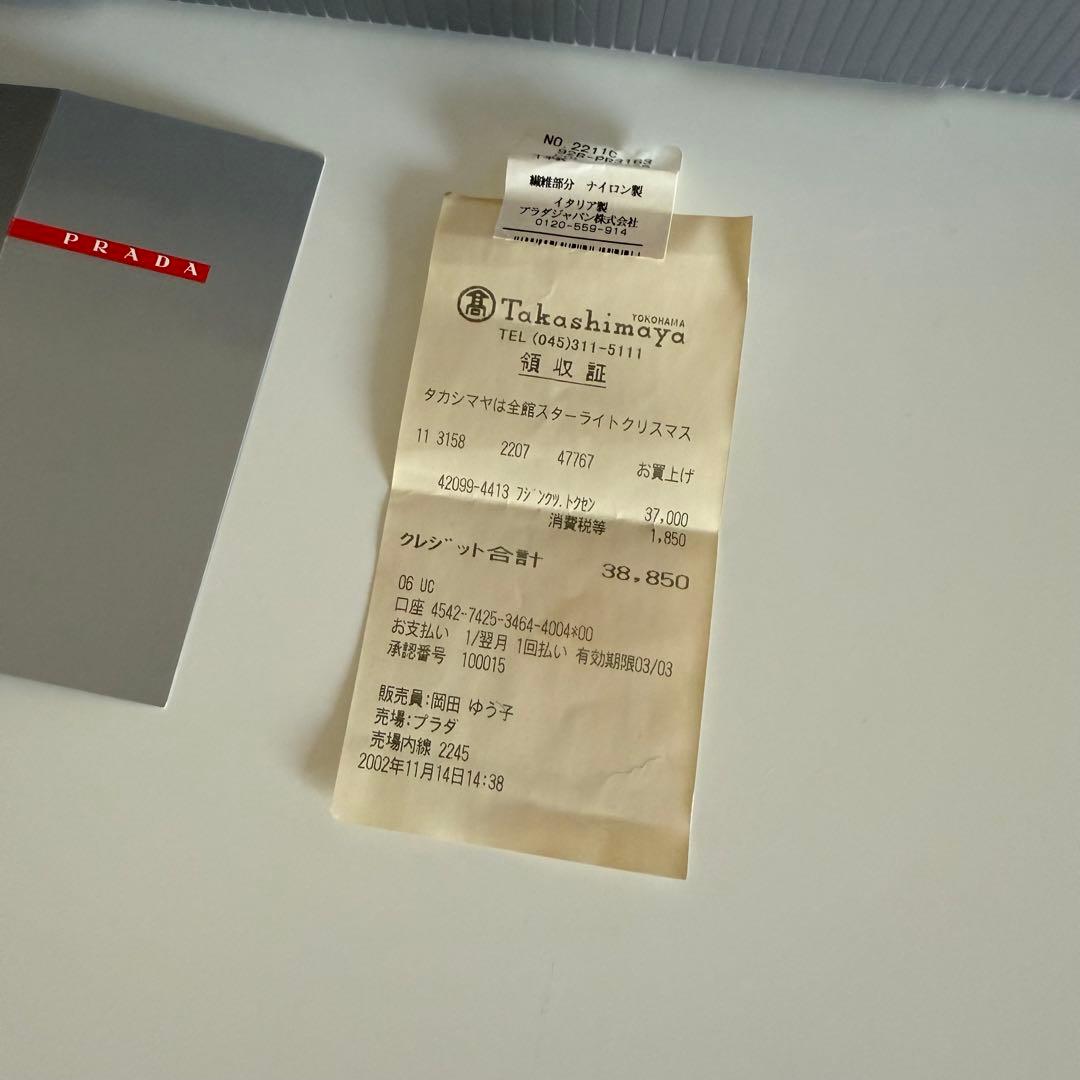 PRADA
NO 22110
繊維部分 ナイロン製
イタリア製
プラダジャパン株式会社
0120-559-914
髙 Takashimaya YOKOHAMA
TEL (045)311-5111
領収証
タカシマヤは全館スターライトクリスマス
11 3158 2207 47767 お買上げ
42099-4413 フジンクツ.トクセン 37,000
消費税等 1,850
クレジット合計 38,850
06 UC
口座 4542-7425-3464-4004*00
お支払い 1/翌月 1回払い 有効期限03/03
承認番号 100015
販売員:岡田 ゆう子
売場:プラダ
売場内線 2245
2002年11月14日14:38